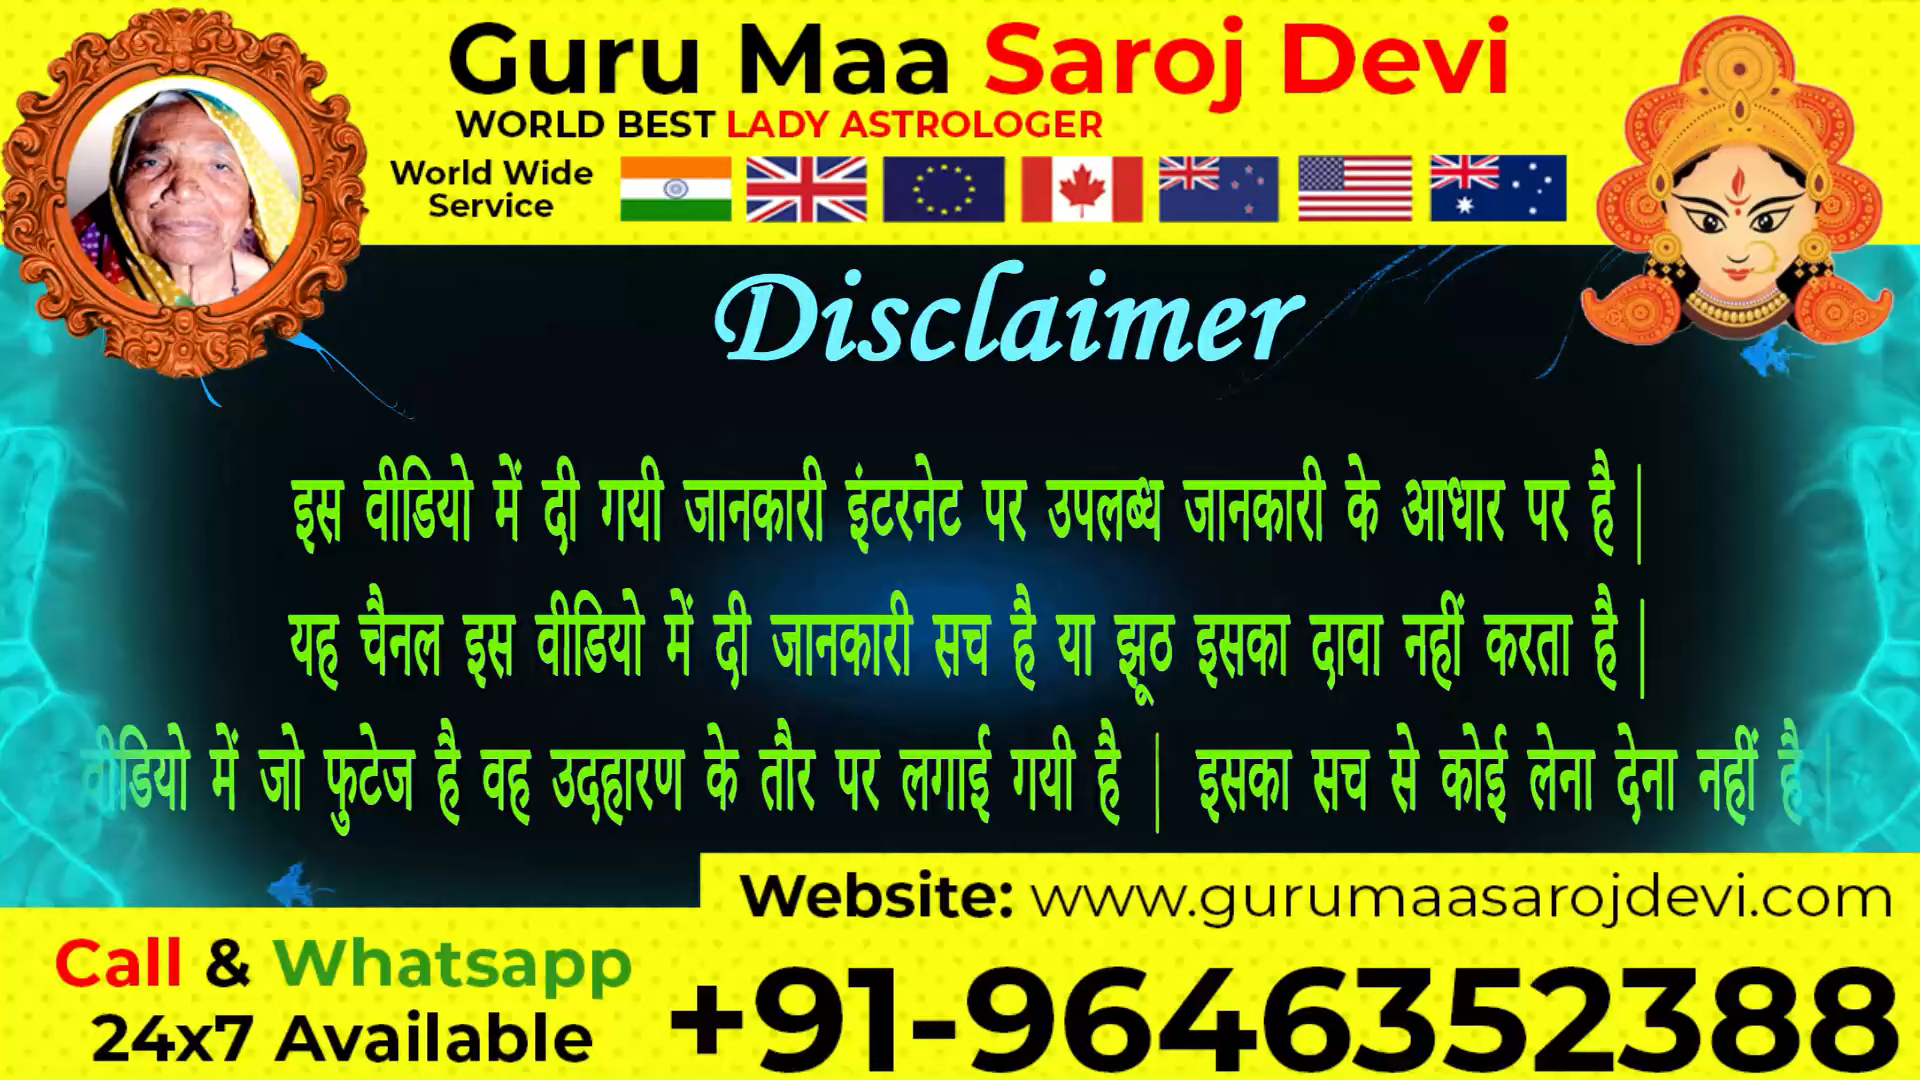 Guru Maa Saroj Devi
WORLD BEST LADY ASTROLOGER
World Wide
Service
Disclaimer
इस वीडियो में दी गयी जानकारी इंटरनेट पर उपलब्ध जानकारी के आधार पर है |
यह चैनल इस वीडियो में दी जानकारी सच है या झूठ इसका दावा नहीं करता है |
वीडियो में जो फुटेज है वह उदहारण के तौर पर लगाई गयी है | इसका सच से कोई लेना देना नहीं है |
Website: www.gurumaasarojdevi.com
Call & Whatsapp
24x7 Available
+91-9646352388